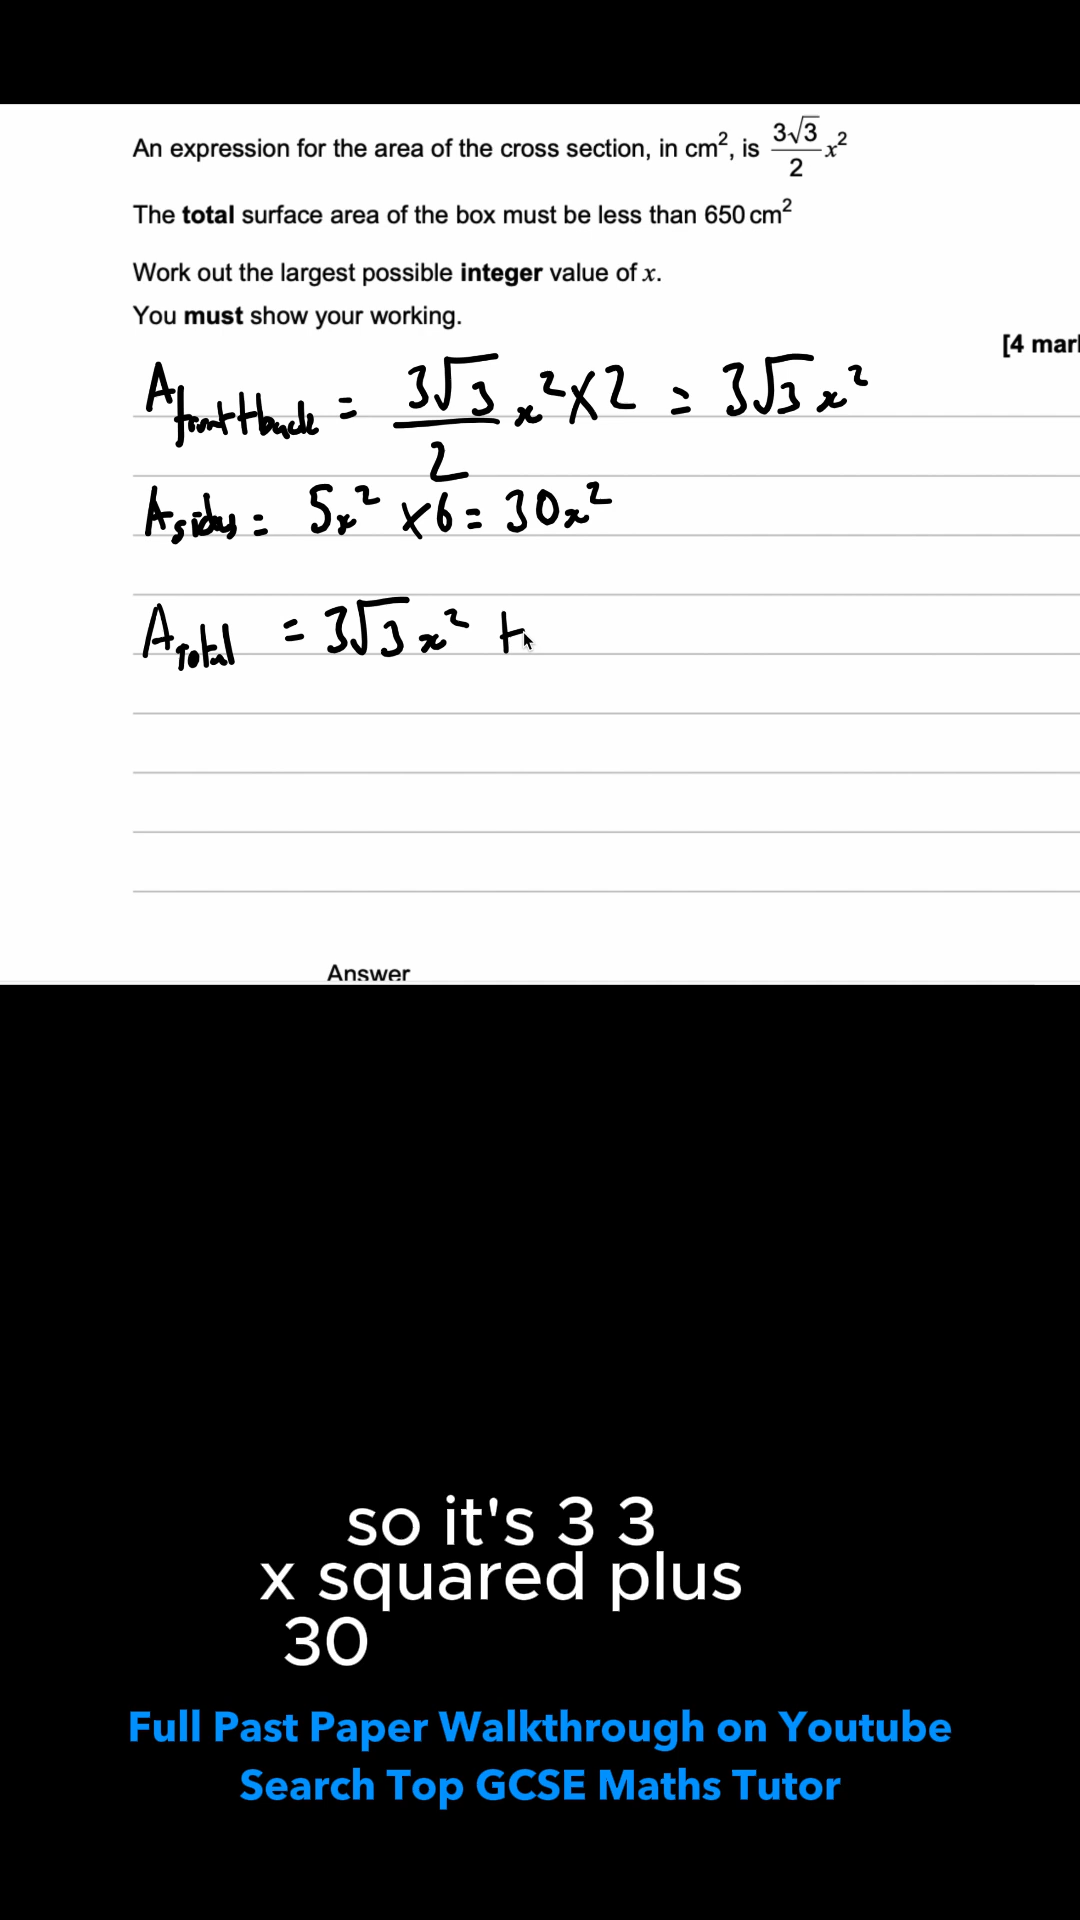 An expression for the area of the cross section, in cm², is 3√3/2 x²
The total surface area of the box must be less than 650 cm²
Work out the largest possible integer value of x.
You must show your working.
[4 mar
A front+back = 3√3/2 x² × 2 = 3√3 x²
A sides = 5x² × 6 = 30x²
A Total = 3√3 x² +
Answer
so it's 3 3
x squared plus
30
Full Past Paper Walkthrough on Youtube
Search Top GCSE Maths Tutor